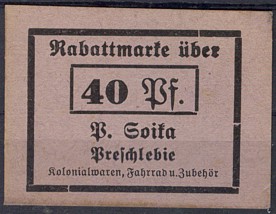 Rabattmarke über
40 Pf.
P. Soika
Preschlebie
Kolonialwaren, Fahrrad u. Zubehör